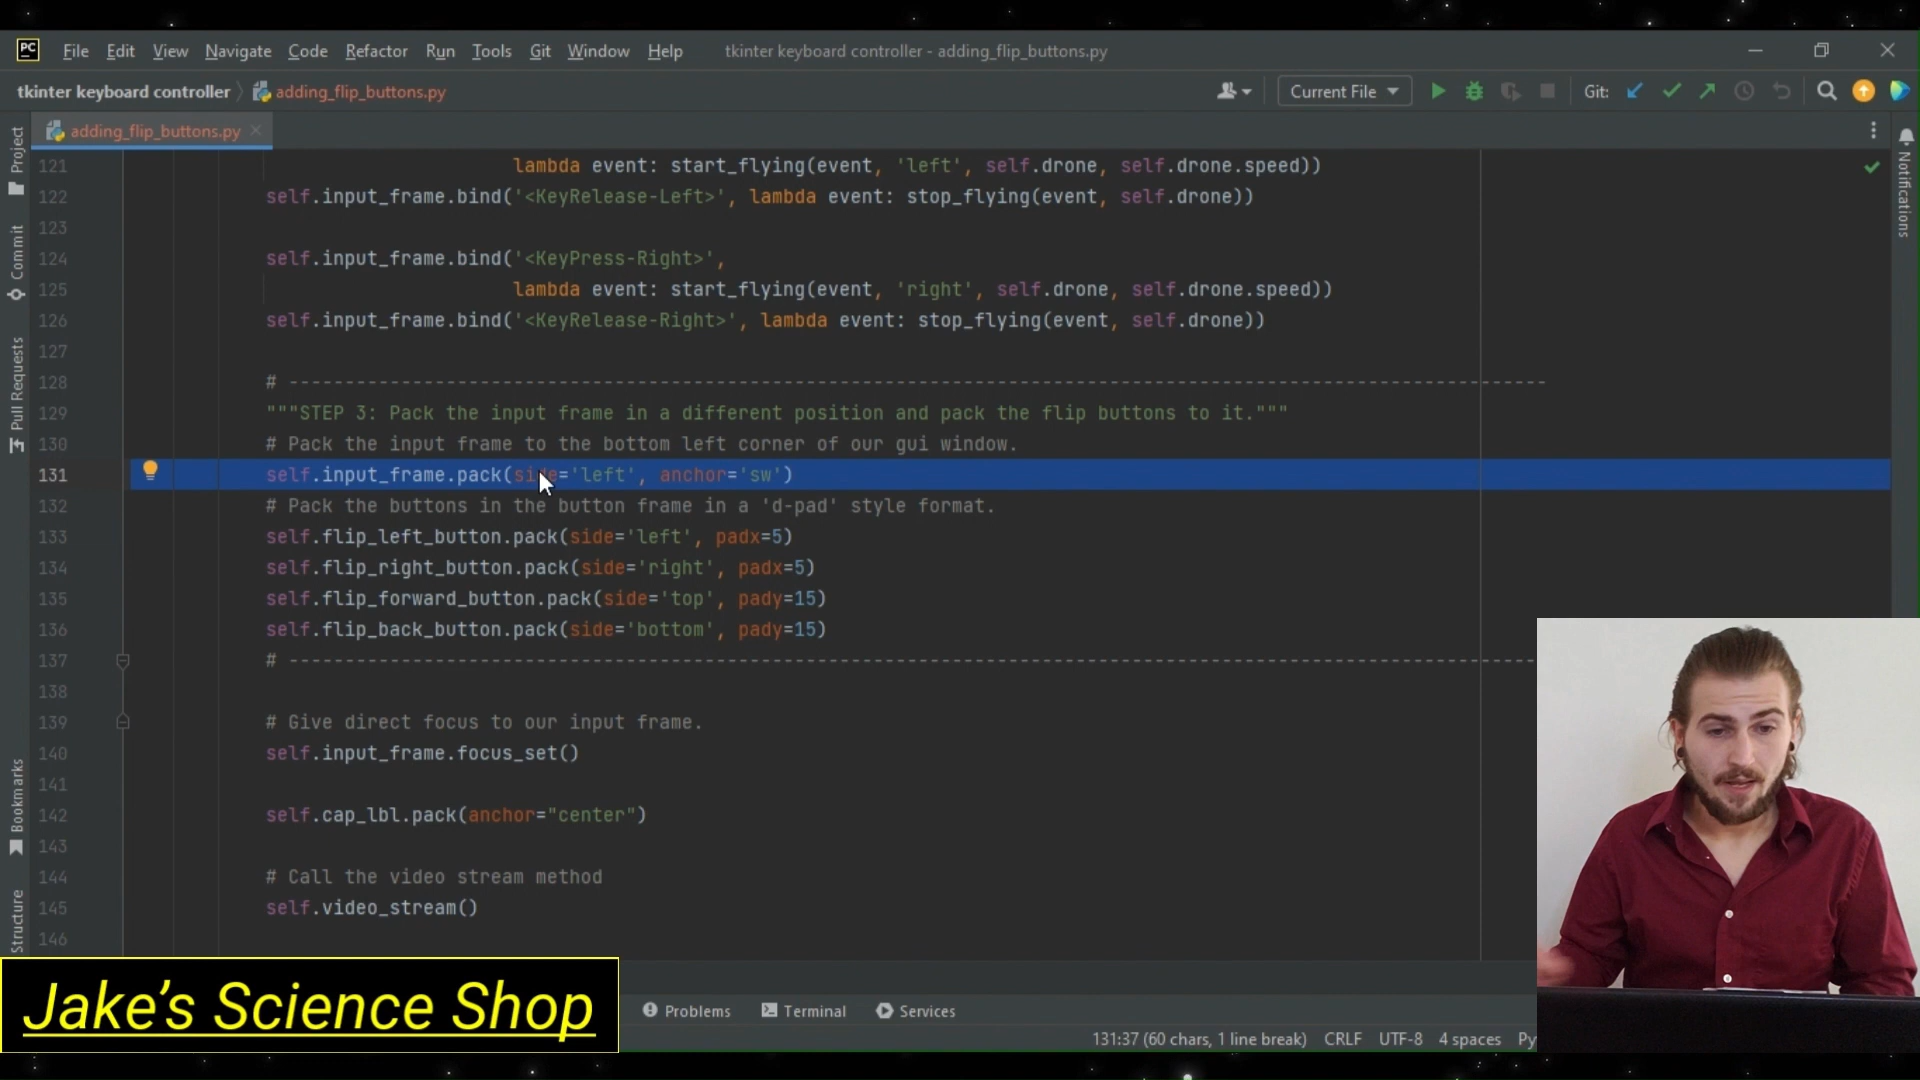 PC File Edit View Navigate Code Refactor Run Tools Git Window Help tkinter keyboard controller - adding_flip_buttons.py
tkinter keyboard controller adding_flip_buttons.py Current File Git:
adding_flip_buttons.py
Project
Commit
Pull Requests
Bookmarks
Structure
Notifications
121 lambda event: start_flying(event, 'left', self.drone, self.drone.speed))
122 self.input_frame.bind('<KeyRelease-Left>', lambda event: stop_flying(event, self.drone))
123
124 self.input_frame.bind('<KeyPress-Right>',
125 lambda event: start_flying(event, 'right', self.drone, self.drone.speed))
126 self.input_frame.bind('<KeyRelease-Right>', lambda event: stop_flying(event, self.drone))
127
128 # ----------------------------------------------------------------------------------------------------------------
129 """STEP 3: Pack the input frame in a different position and pack the flip buttons to it."""
130 # Pack the input frame to the bottom left corner of our gui window.
131 self.input_frame.pack(side='left', anchor='sw')
132 # Pack the buttons in the button frame in a 'd-pad' style format.
133 self.flip_left_button.pack(side='left', padx=5)
134 self.flip_right_button.pack(side='right', padx=5)
135 self.flip_forward_button.pack(side='top', pady=15)
136 self.flip_back_button.pack(side='bottom', pady=15)
137 # ---------------------------------------------------------------------------------------------------------------
138
139 # Give direct focus to our input frame.
140 self.input_frame.focus_set()
141
142 self.cap_lbl.pack(anchor="center")
143
144 # Call the video stream method
145 self.video_stream()
146
Jake's Science Shop
Problems Terminal Services
131:37 (60 chars, 1 line break) CRLF UTF-8 4 spaces Py